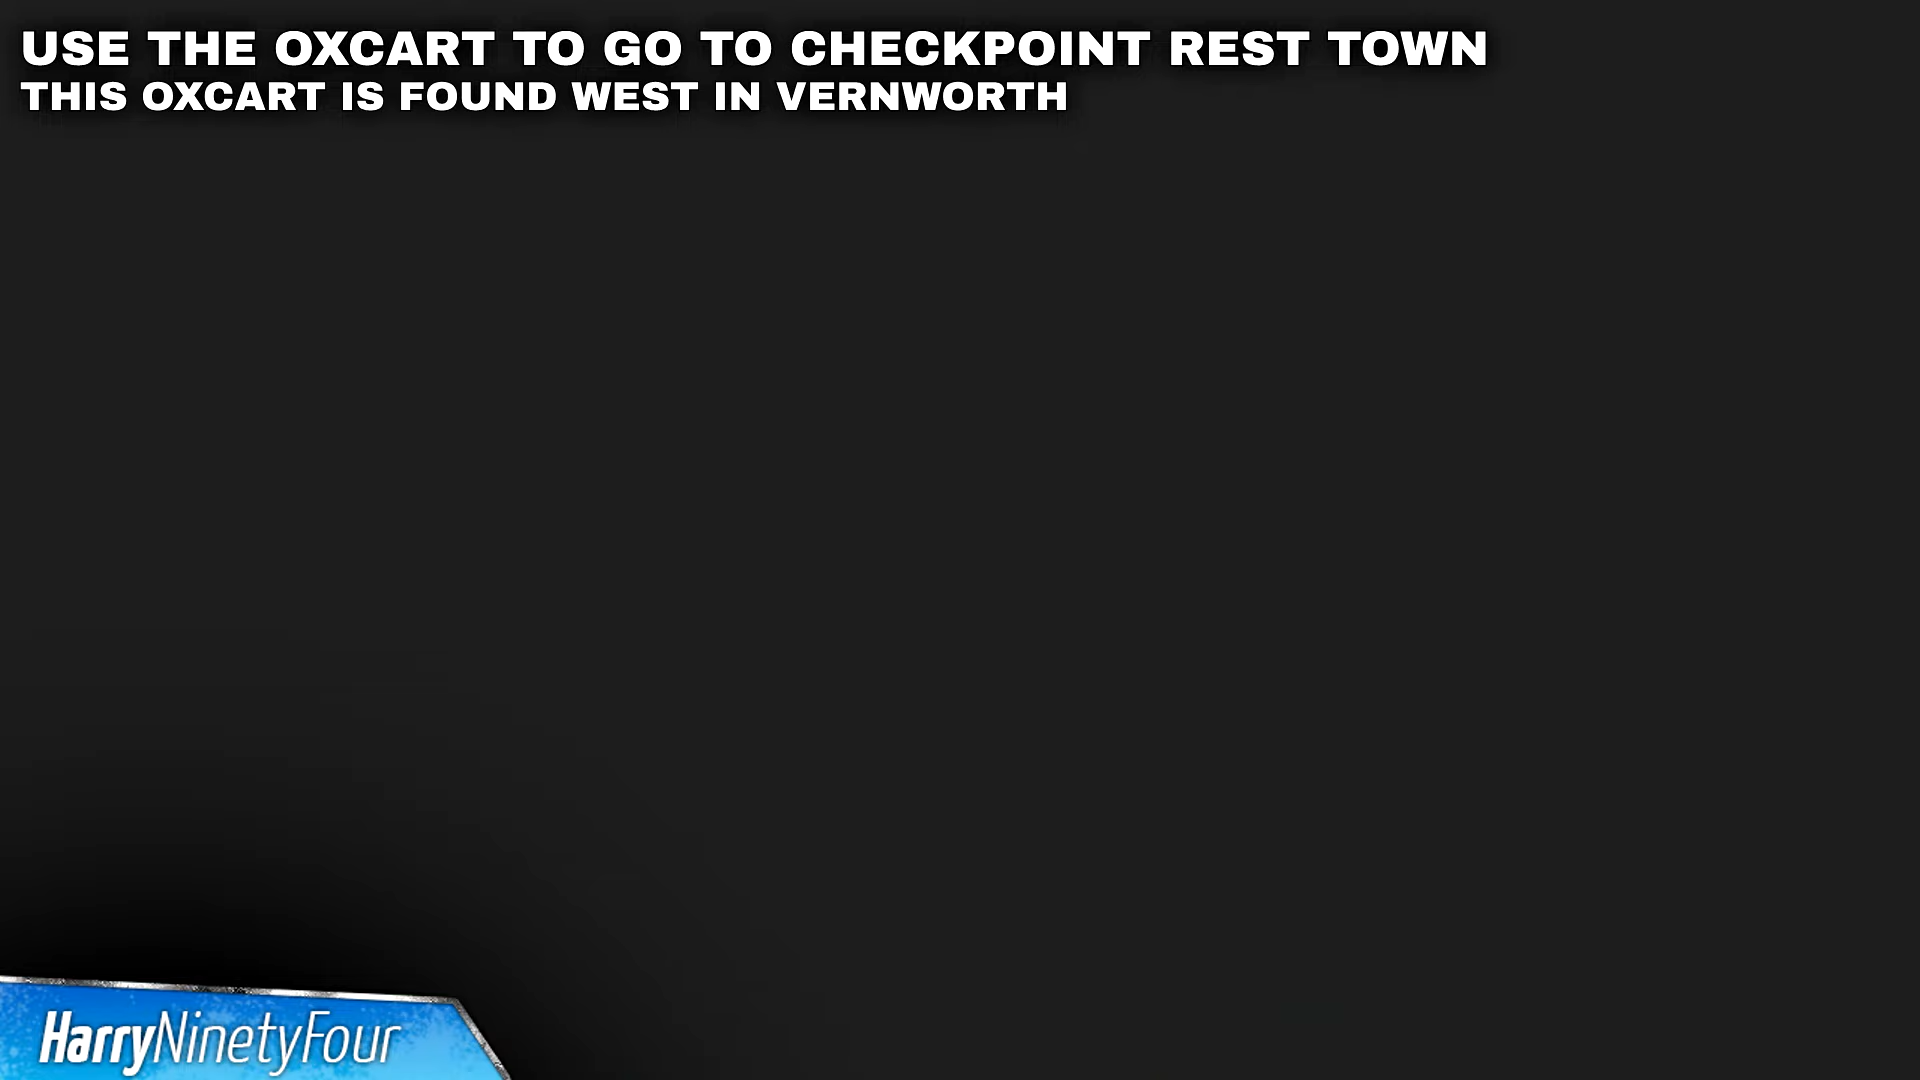 USE THE OXCART TO GO TO CHECKPOINT REST TOWN
THIS OXCART IS FOUND WEST IN VERNWORTH
HarryNinetyFour